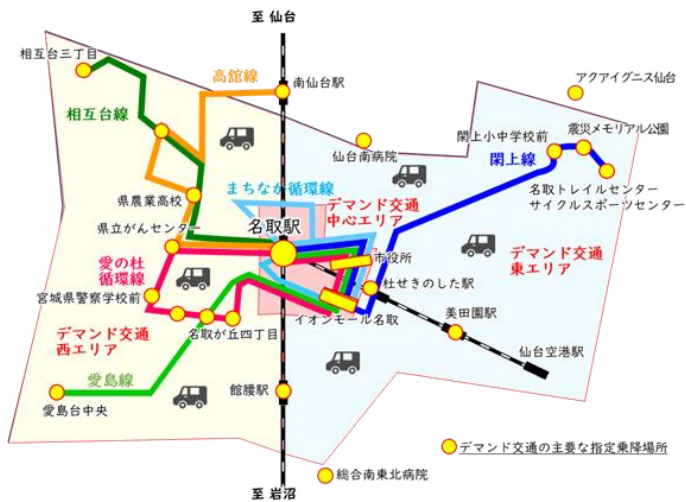 至 仙台
相互台三丁目
高舘線
南仙台駅
アクアイグニス仙台
相互台線
仙台南病院
閖上小中学校前
震災メモリアル公園
閖上線
県農業高校
まちなか循環線
デマンド交通
中心エリア
名取トレイルセンター
サイクルスポーツセンター
県立がんセンター
名取駅
デマンド交通
東エリア
愛の杜
循環線
市役所
杜せきのした駅
宮城県警察学校前
イオンモール名取
美田園駅
デマンド交通
西エリア
名取が丘四丁目
仙台空港駅
愛島線
館腰駅
愛島台中央
デマンド交通の主要な指定乗降場所
総合南東北病院
至 岩沼